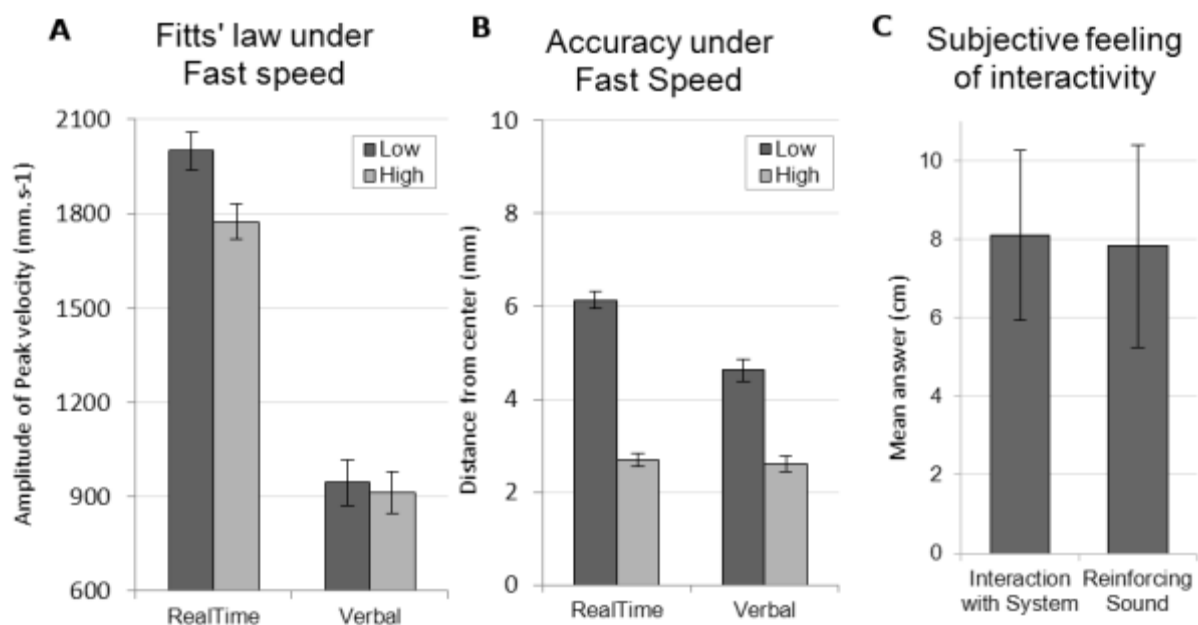 A
Fitts' law under
Fast speed
Amplitude of Peak velocity (mm.s-1)
2100
1800
1500
1200
900
600
Low
High
RealTime
Verbal
B
Accuracy under
Fast Speed
Distance from center (mm)
10
8
6
4
2
0
Low
High
RealTime
Verbal
C
Subjective feeling
of interactivity
Mean answer (cm)
10
8
6
4
2
0
Interaction
with System
Reinforcing
Sound